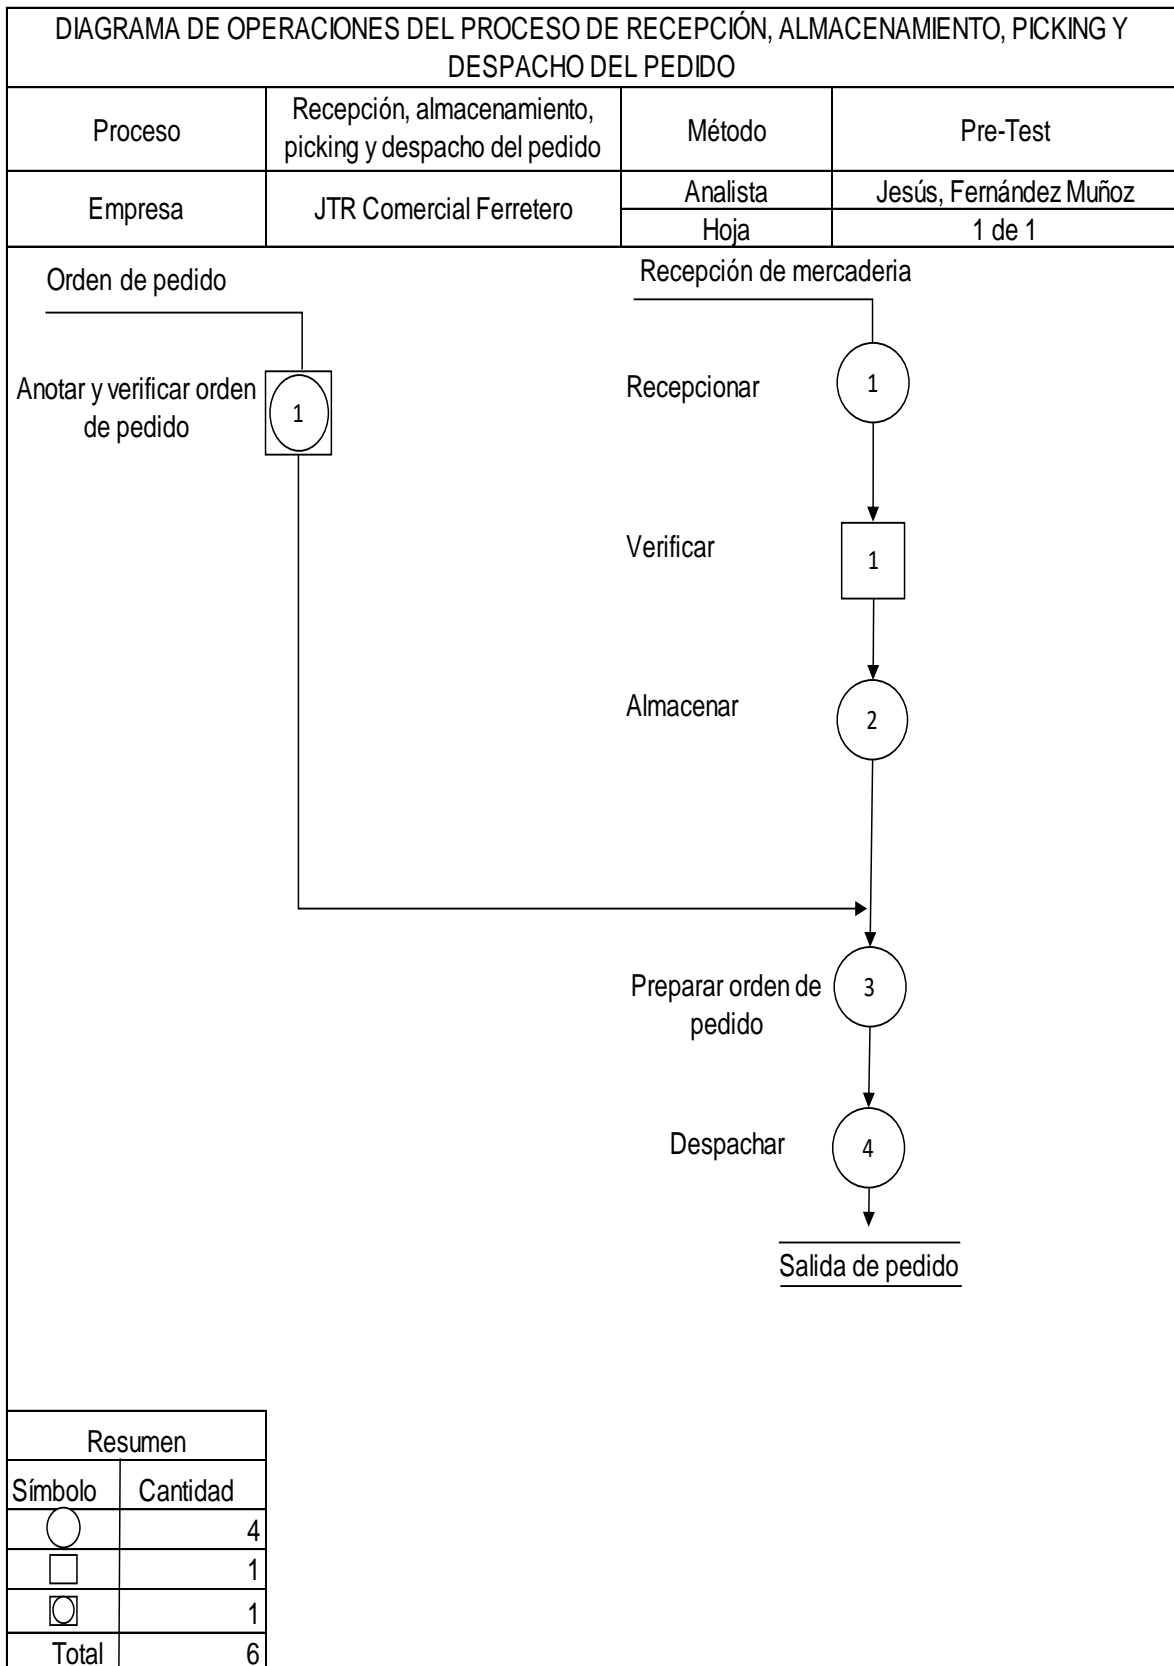 DIAGRAMA DE OPERACIONES DEL PROCESO DE RECEPCIÓN, ALMACENAMIENTO, PICKING Y
DESPACHO DEL PEDIDO
Proceso
Recepción, almacenamiento,
picking y despacho del pedido
Método
Pre-Test
Empresa
JTR Comercial Ferretero
Analista
Jesús, Fernández Muñoz
Hoja
1 de 1
Orden de pedido
Recepción de mercaderia
Anotar y verificar orden
de pedido
1
Recepcionar
1
Verificar
1
Almacenar
2
Preparar orden de
pedido
3
Despachar
4
Salida de pedido
Resumen
Símbolo
Cantidad
4
1
1
Total
6